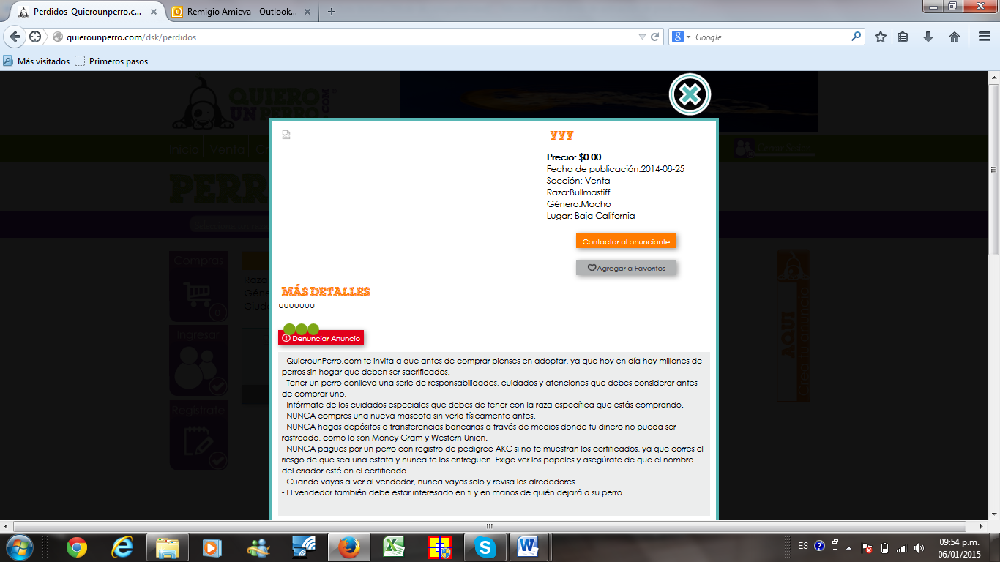 Perdidos-Quierounperro.c...
Remigio Amieva - Outlook...
quierounperro.com/dsk/perdidos
Google
Más visitados
Primeros pasos
QUIERO
UN PERRO
.COM
Inicio
Venta
Cerrar Sesión
PERR
Compras
0
Ingresar
Regístrate
Raza
Géne
Ciud
AQUI
Crea tu anuncio
YYY
Precio: $0.00
Fecha de publicación:2014-08-25
Sección: Venta
Raza:Bullmastiff
Género:Macho
Lugar: Baja California
Contactar al anunciante
Agregar a Favoritos
MÁS DETALLES
Denunciar Anuncio
- QuierounPerro.com te invita a que antes de comprar pienses en adoptar, ya que hoy en día hay millones de
perros sin hogar que deben ser sacrificados.
- Tener un perro conlleva una serie de responsabilidades, cuidados y atenciones que debes considerar antes
de comprar uno.
- Infórmate de los cuidados especiales que debes de tener con la raza específica que estás comprando.
- NUNCA compres una nueva mascota sin verla físicamente antes.
- NUNCA hagas depósitos o transferencias bancarias a través de medios donde tu dinero no pueda ser
rastreado, como lo son Money Gram y Western Union.
- NUNCA pagues por un perro con registro de pedigree AKC si no te muestran los certificados, ya que corres el
riesgo de que sea una estafa y nunca te los entreguen. Exige ver los papeles y asegúrate de que el nombre
del criador esté en el certificado.
- Cuando vayas a ver al vendedor, nunca vayas solo y revisa los alrededores.
- El vendedor también debe estar interesado en ti y en manos de quién dejará a su perro.
ES
09:54 p.m.
06/01/2015